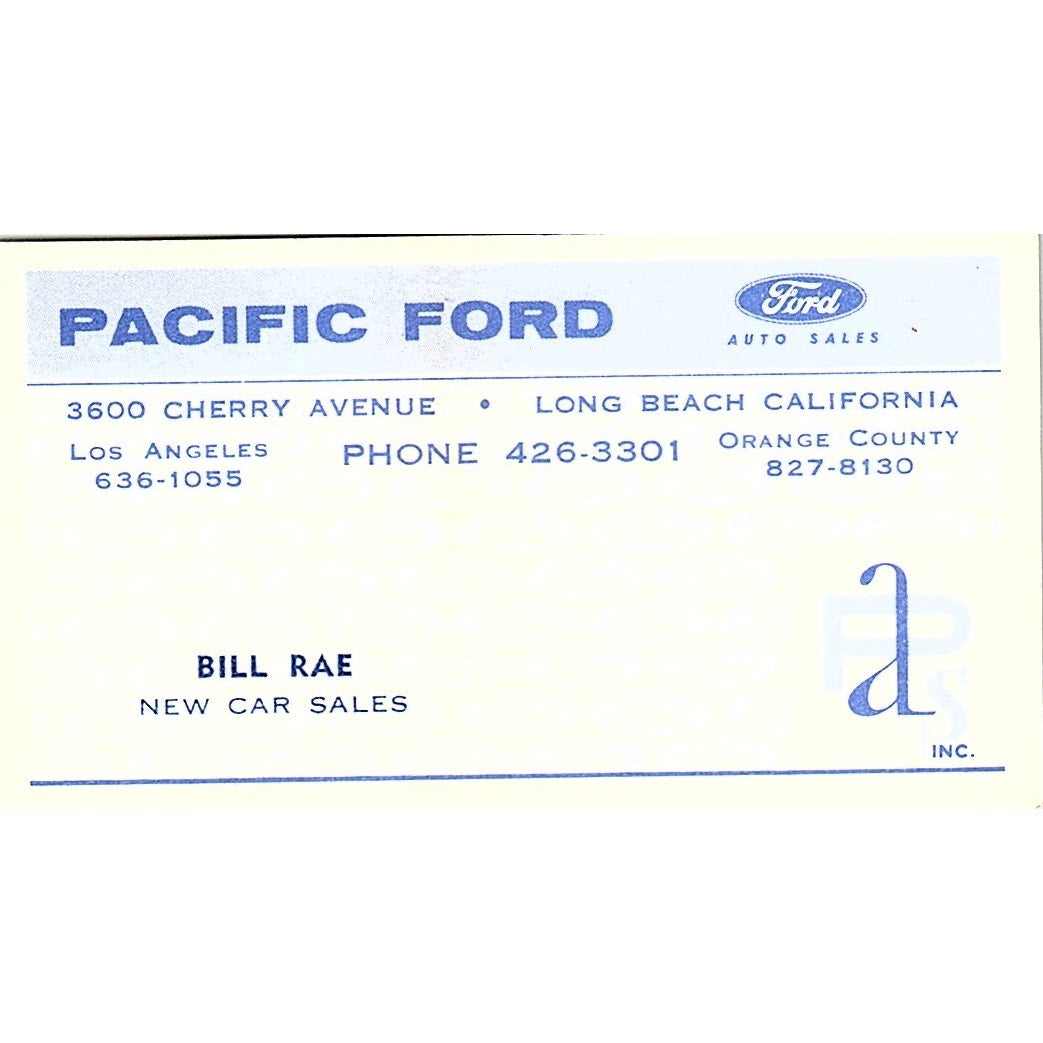 PACIFIC FORD
Ford
AUTO SALES
3600 CHERRY AVENUE • LONG BEACH CALIFORNIA
LOS ANGELES
636-1055
PHONE 426-3301
ORANGE COUNTY
827-8130
BILL RAE
NEW CAR SALES
P a S
INC.